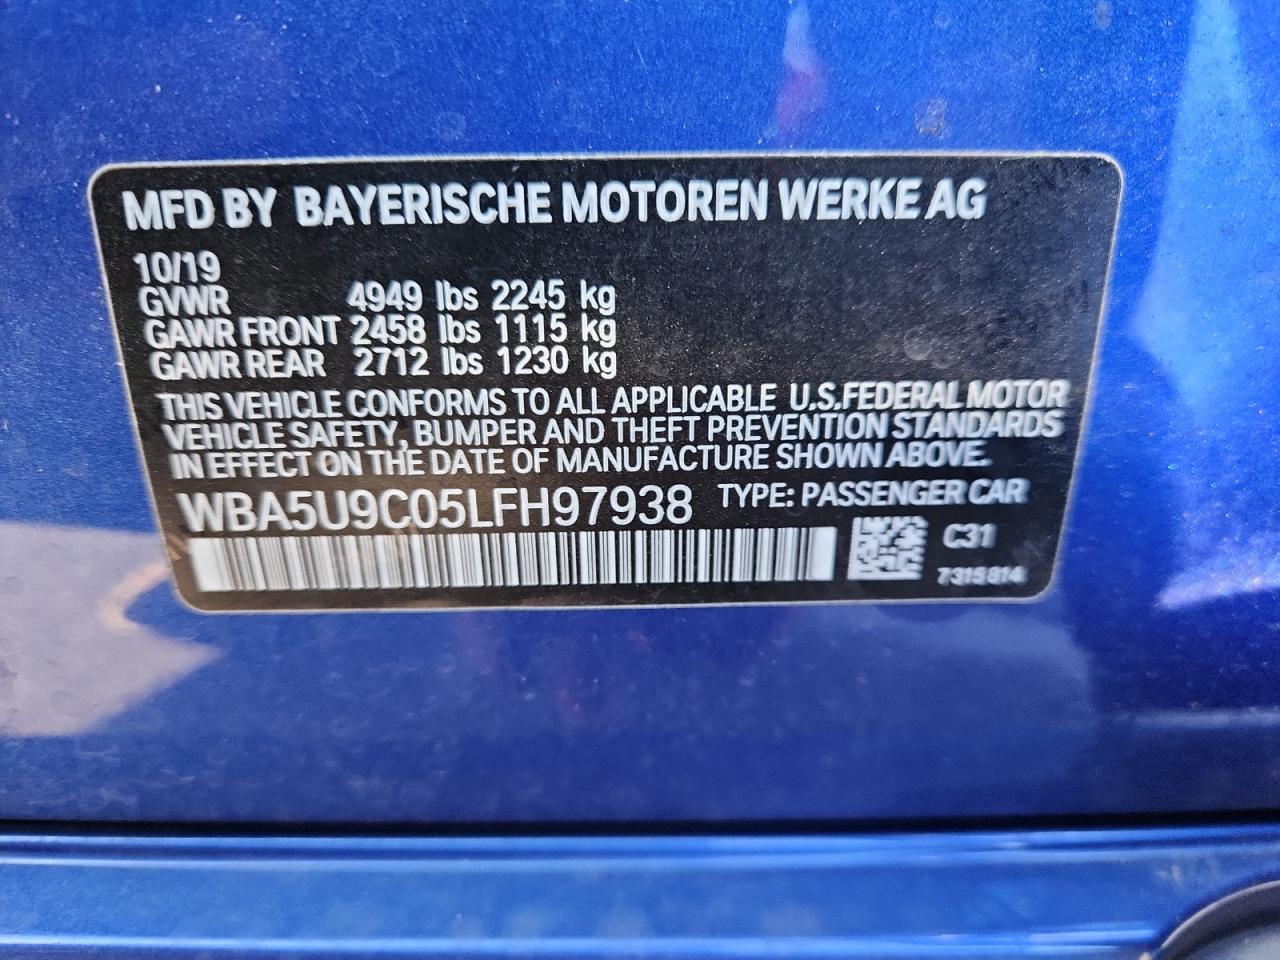 MFD BY BAYERISCHE MOTOREN WERKE AG
10/19
GVWR 4949 lbs 2245 kg
GAWR FRONT 2458 lbs 1115 kg
GAWR REAR 2712 lbs 1230 kg
THIS VEHICLE CONFORMS TO ALL APPLICABLE U.S.FEDERAL MOTOR
VEHICLE SAFETY, BUMPER AND THEFT PREVENTION STANDARDS
IN EFFECT ON THE DATE OF MANUFACTURE SHOWN ABOVE.
WBA5U9C05LFH97938 TYPE: PASSENGER CAR
C31
7315814